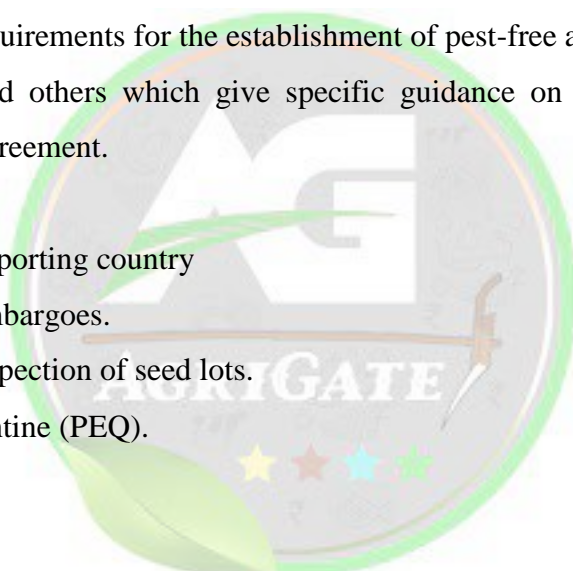 uirements for the establishment of pest-free a
d others which give specific guidance on
reement.
porting country
nbargoes.
pection of seed lots.
AGRIGATE
ntine (PEQ).